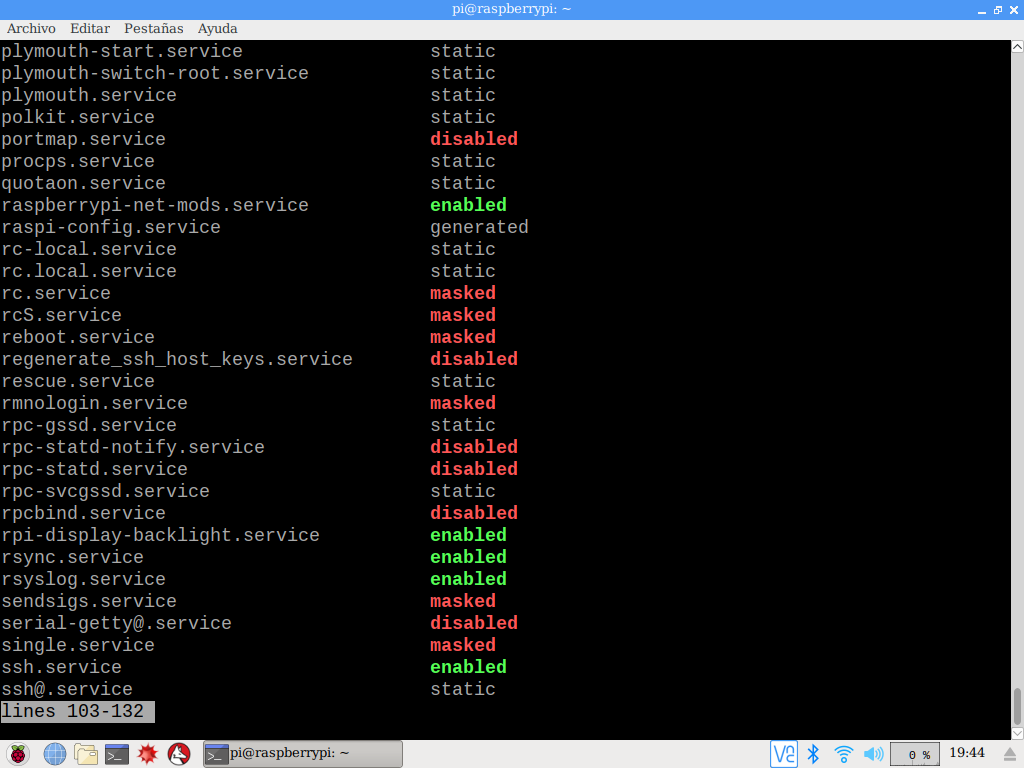 pi@raspberrypi: ~
Archivo Editar Pestañas Ayuda
plymouth-start.service static
plymouth-switch-root.service static
plymouth.service static
polkit.service static
portmap.service disabled
procps.service static
quotaon.service static
raspberrypi-net-mods.service enabled
raspi-config.service generated
rc-local.service static
rc.local.service static
rc.service masked
rcS.service masked
reboot.service masked
regenerate_ssh_host_keys.service disabled
rescue.service static
rmnologin.service masked
rpc-gssd.service static
rpc-statd-notify.service disabled
rpc-statd.service disabled
rpc-svcgssd.service static
rpcbind.service disabled
rpi-display-backlight.service enabled
rsync.service enabled
rsyslog.service enabled
sendsigs.service masked
serial-getty@.service disabled
single.service masked
ssh.service enabled
ssh@.service static
lines 103-132
pi@raspberrypi: ~ 0 % 19:44